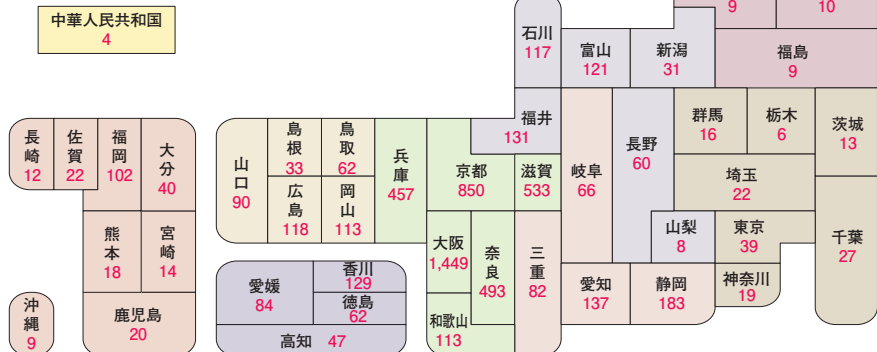 9
10
中華人民共和国
4
石川
117
富山
121
新潟
31
福島
9
長崎
12
佐賀
22
福岡
102
大分
40
山口
90
島根
33
鳥取
62
兵庫
457
京都
850
福井
131
滋賀
533
岐阜
66
長野
60
群馬
16
栃木
6
茨城
13
埼玉
22
広島
118
岡山
113
熊本
18
宮崎
14
大阪
1,449
奈良
493
三重
82
山梨
8
東京
39
千葉
27
愛媛
84
香川
129
徳島
62
高知 47
和歌山
113
愛知
137
静岡
183
神奈川
19
沖縄
9
鹿児島
20